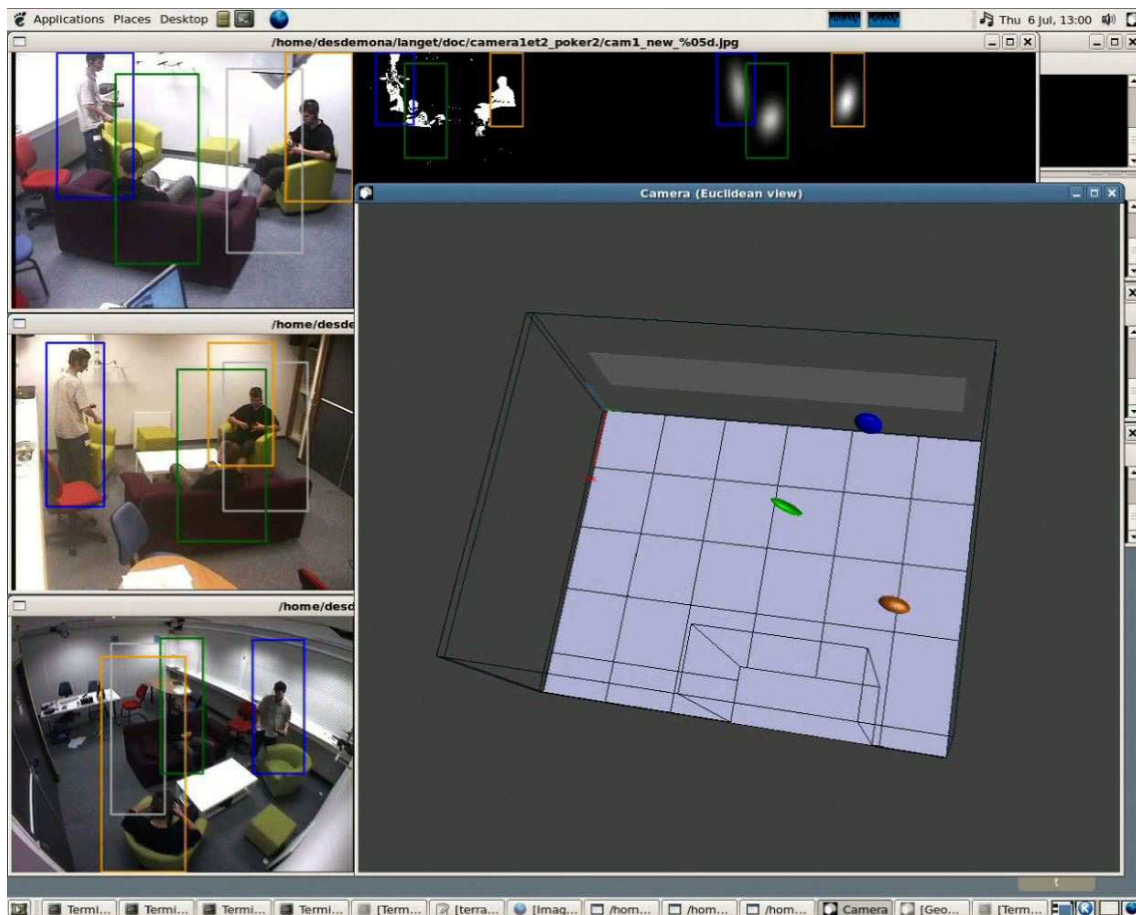 Applications Places Desktop
Thu 6 Jul, 13:00
/home/desdemona/langet/doc/camera1et2_poker2/cam1_new_%05d.jpg
Camera (Euclidean view)
/home/desde
/home/desd
t
Termi... Termi... Termi... Termi... [Term... [terra... [Imag... /hom... /hom... /hom... Camera [Geo... [Term...